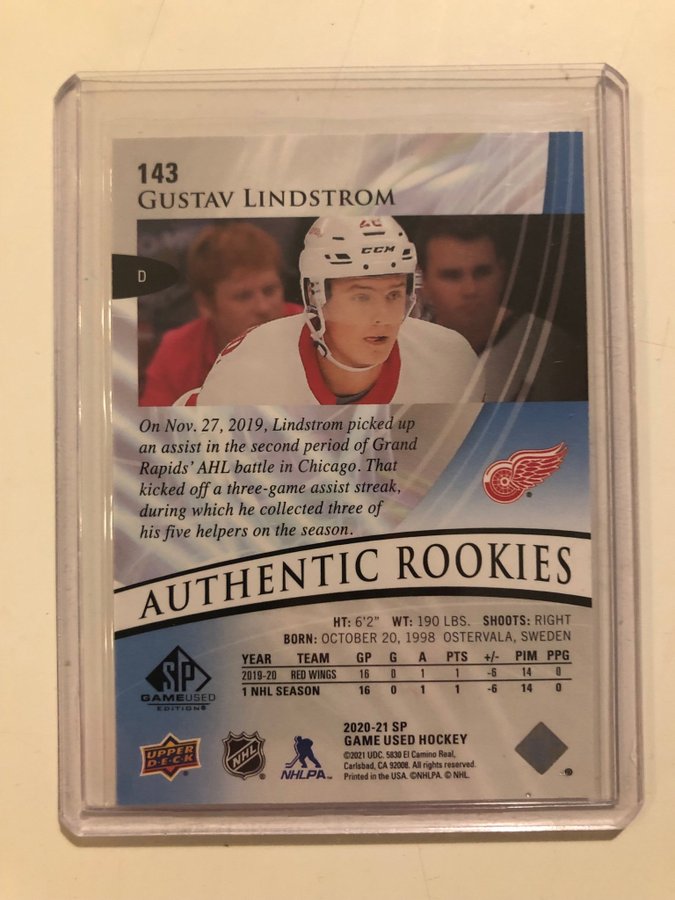 143
GUSTAV LINDSTROM
28
CCM
D
On Nov. 27, 2019, Lindstrom picked up
an assist in the second period of Grand
Rapids' AHL battle in Chicago. That
kicked off a three-game assist streak,
during which he collected three of
his five helpers on the season.
AUTHENTIC ROOKIES
HT: 6'2" WT: 190 LBS. SHOOTS: RIGHT
BORN: OCTOBER 20, 1998 OSTERVALA, SWEDEN
YEAR TEAM GP G A PTS +/- PIM PPG
2019-20 RED WINGS 16 0 1 1 -6 14 0
1 NHL SEASON 16 0 1 1 -6 14 0
SP
GAMEUSED
EDITION®
UPPER
DECK
NHL
NHLPA
2020-21 SP
GAME USED HOCKEY
©2021 UDC. 5830 El Camino Real,
Carlsbad, CA 92008. All rights reserved.
Printed in the USA. ©NHLPA. © NHL.